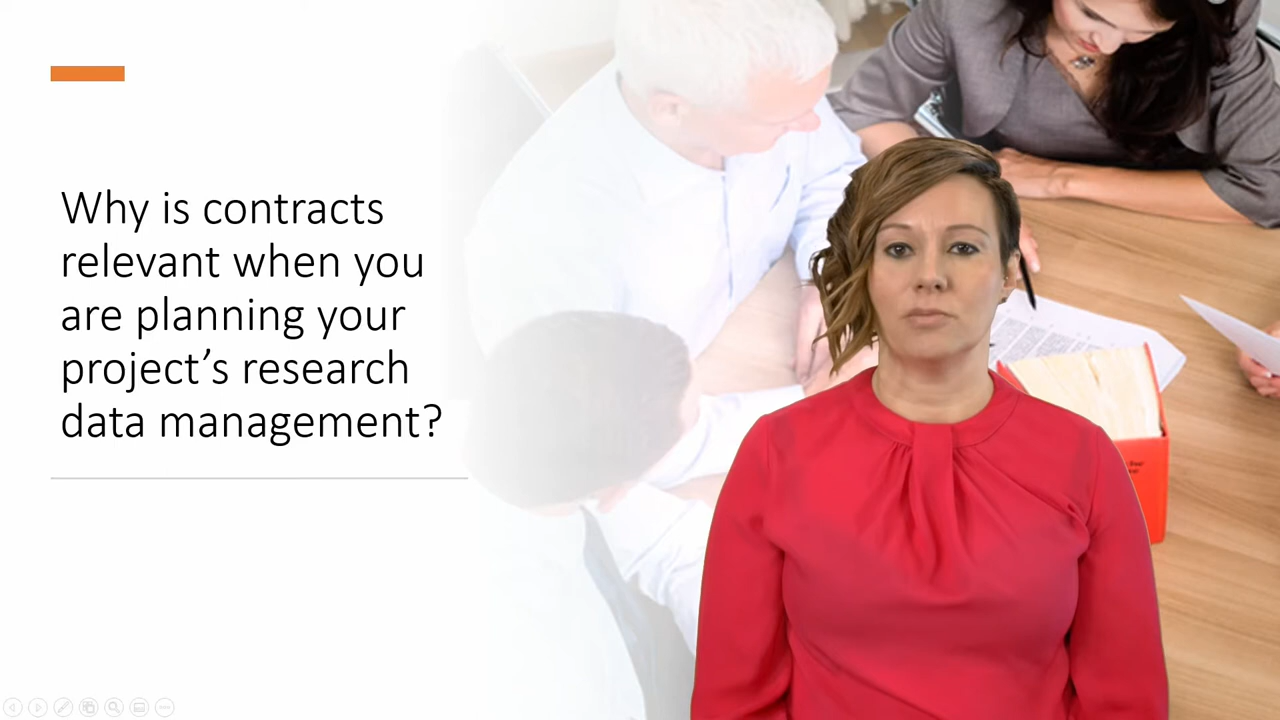 Why is contracts
relevant when you
are planning your
project’s research
data management?